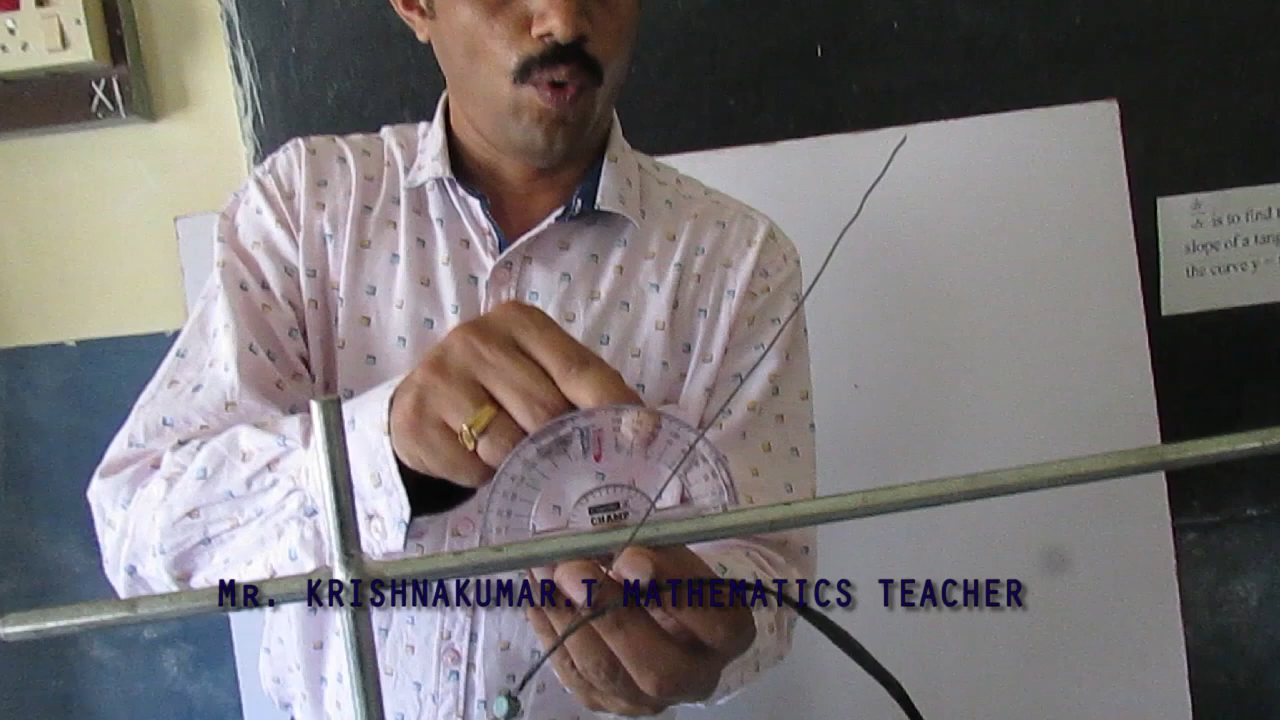 XI
is to find
slope of a tang
the curve y =
CHAMP
Mr. KRISHNAKUMAR.T MATHEMATICS TEACHER